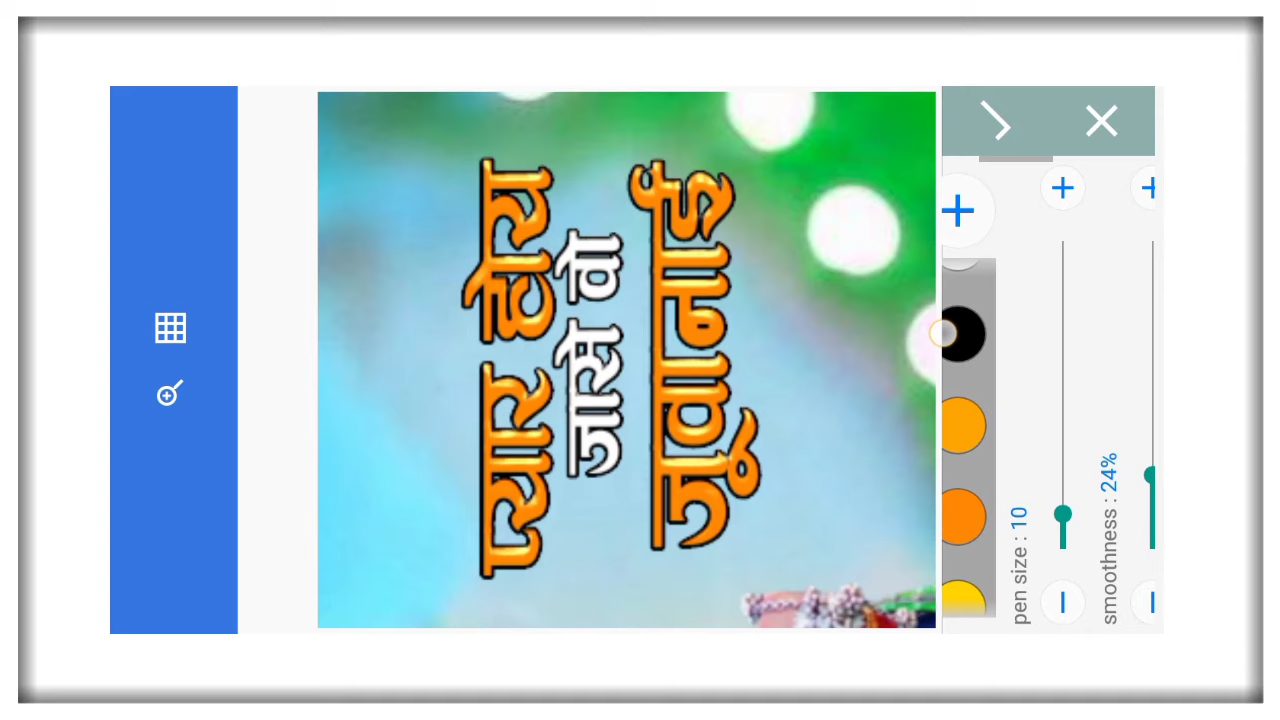 प्यार होय
जासे वो
जूवालाई
pen size : 10
smoothness : 24%